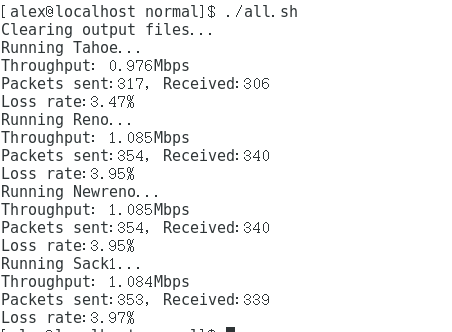 [alex@localhost normal]$ ./all.sh
Clearing output files...
Running Tahoe...
Throughput: 0.976Mbps
Packets sent:317, Received:306
Loss rate:3.47%
Running Reno...
Throughput: 1.085Mbps
Packets sent:354, Received:340
Loss rate:3.95%
Running Newreno...
Throughput: 1.085Mbps
Packets sent:354, Received:340
Loss rate:3.95%
Running Sack1...
Throughput: 1.084Mbps
Packets sent:353, Received:339
Loss rate:3.97%
[alex@localhost normal]$